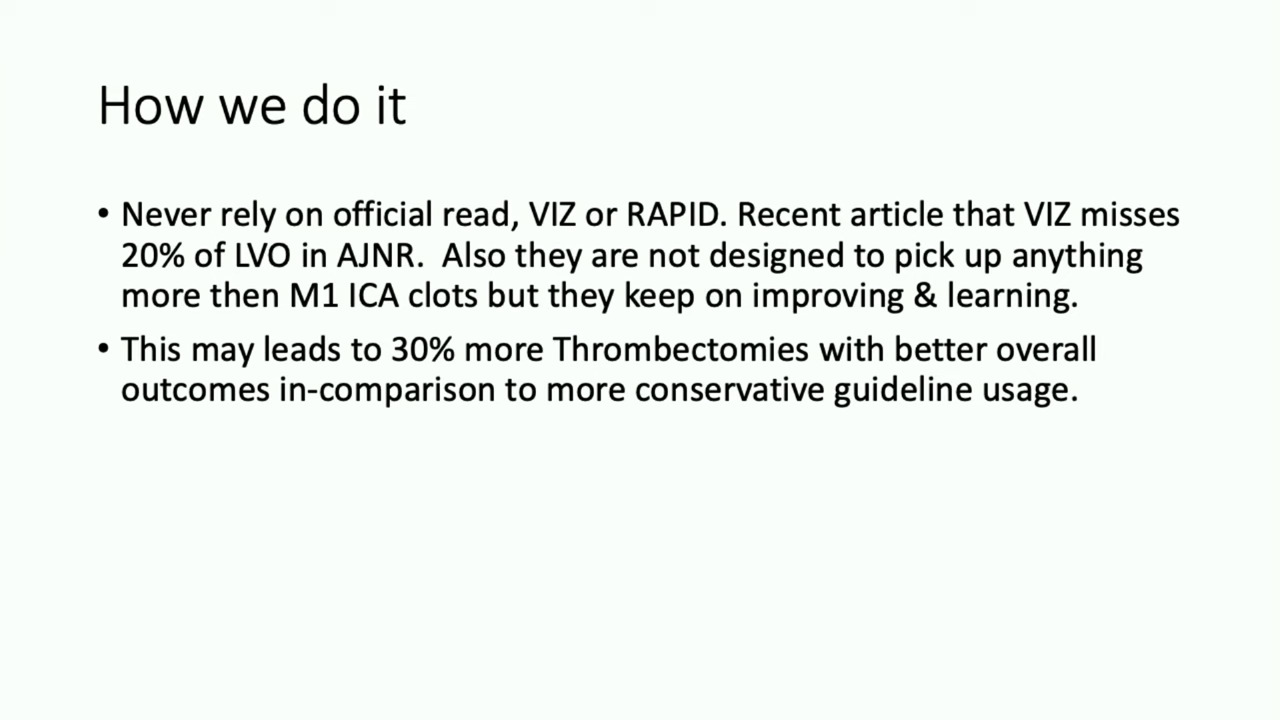 How we do it
• Never rely on official read, VIZ or RAPID. Recent article that VIZ misses
20% of LVO in AJNR.  Also they are not designed to pick up anything
more then M1 ICA clots but they keep on improving & learning.
• This may leads to 30% more Thrombectomies with better overall
outcomes in-comparison to more conservative guideline usage.